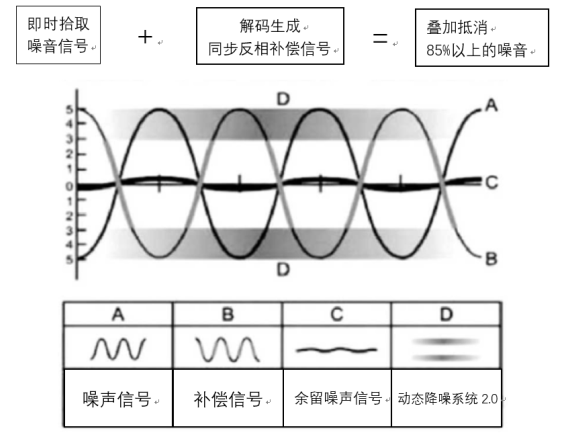 即时拾取
噪音信号
+
解码生成
同步反相补偿信号
=
叠加抵消
85%以上的噪音
D
5
4
3
2
1
0
1
2
3
4
5
A
C
B
D
A
B
C
D
噪声信号
补偿信号
余留噪声信号
动态降噪系统 2.0